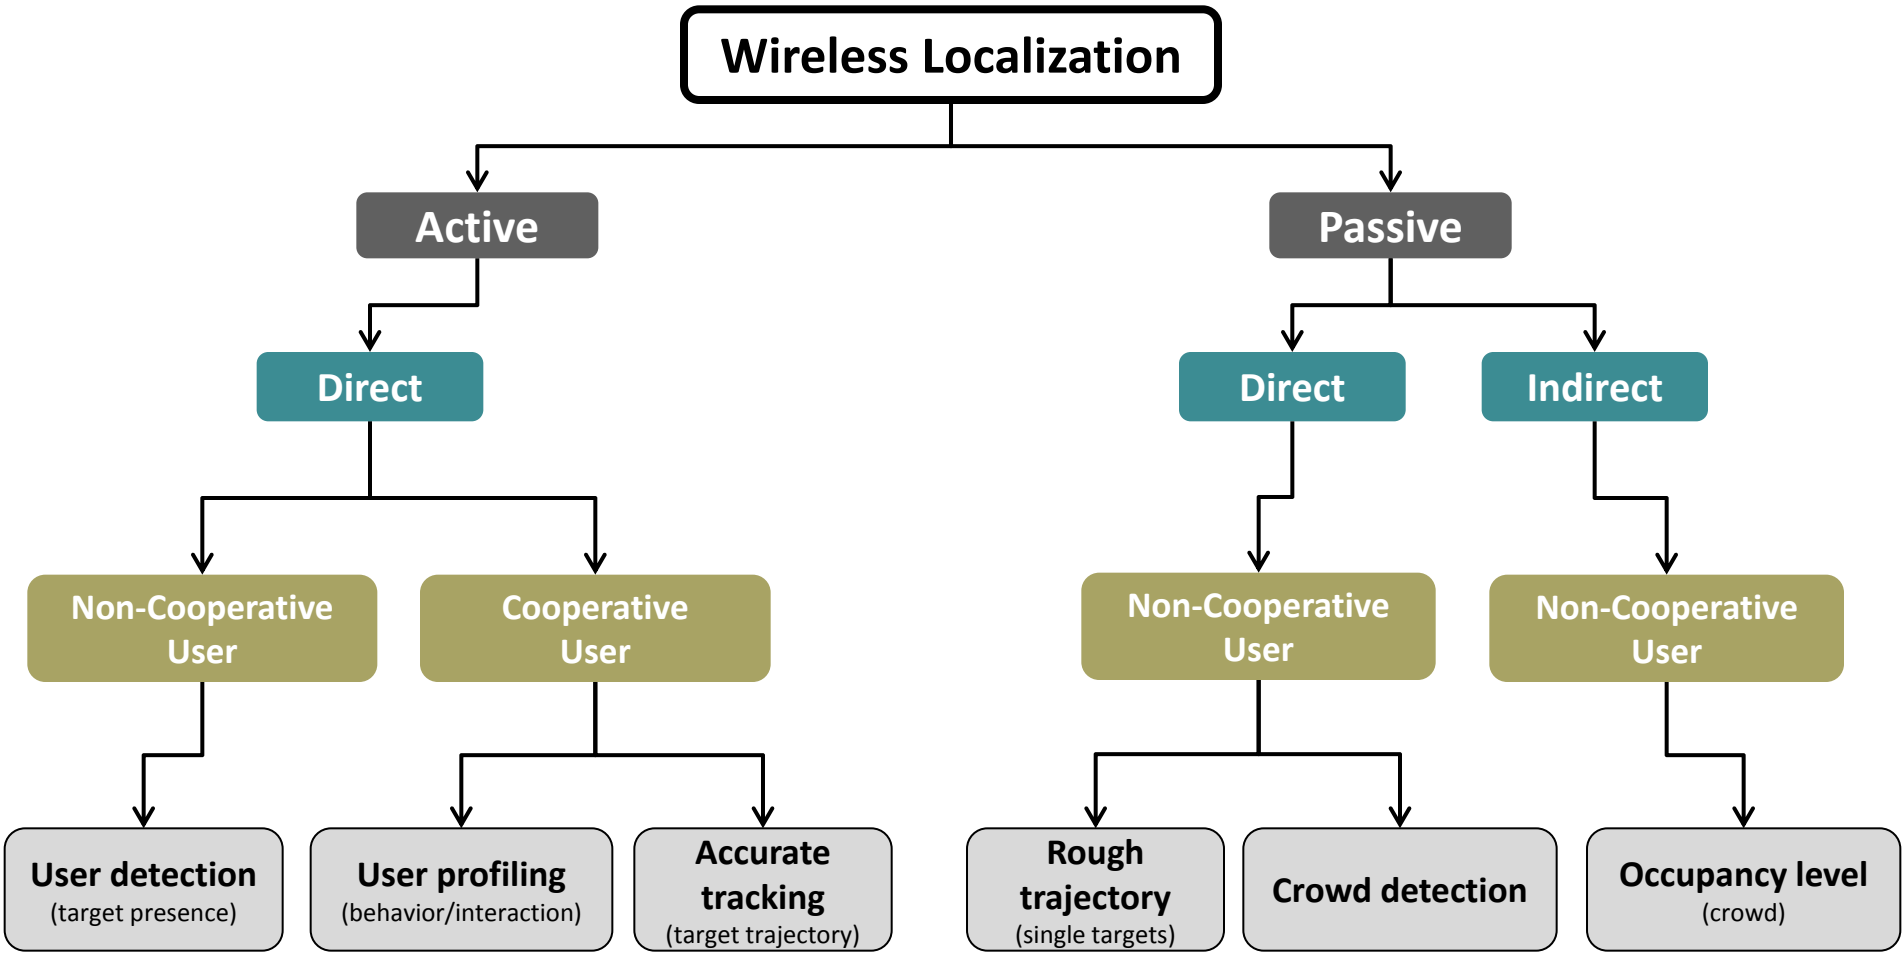 Wireless Localization
Active
Passive
Direct
Direct
Indirect
Non-Cooperative
User
Cooperative
User
Non-Cooperative
User
Non-Cooperative
User
User detection
(target presence)
User profiling
(behavior/interaction)
Accurate
tracking
(target trajectory)
Rough
trajectory
(single targets)
Crowd detection
Occupancy level
(crowd)